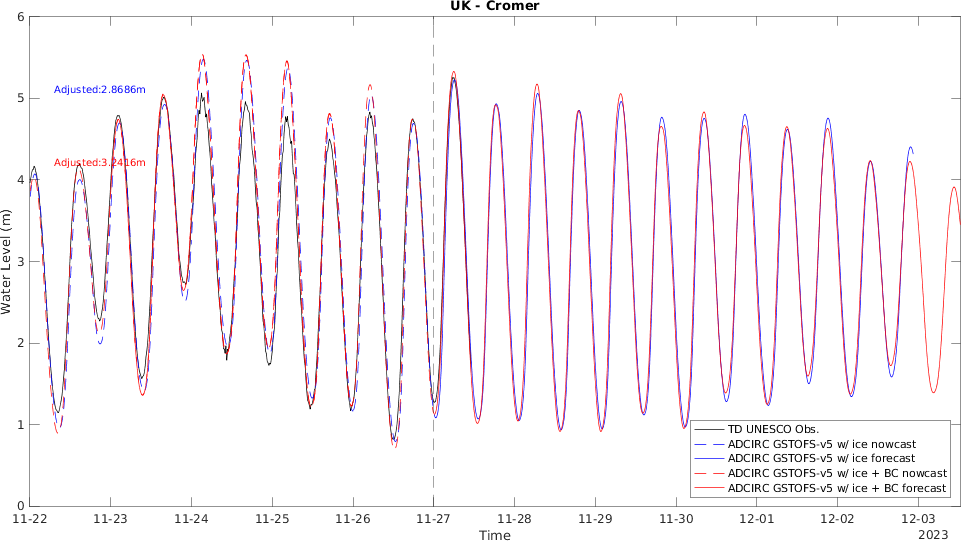 UK - Cromer
6
5
4
3
2
1
0
Water Level (m)
Adjusted:2.8686m
Adjusted:3.2416m
TD UNESCO Obs.
ADCIRC GSTOFS-v5 w/ ice nowcast
ADCIRC GSTOFS-v5 w/ ice forecast
ADCIRC GSTOFS-v5 w/ ice + BC nowcast
ADCIRC GSTOFS-v5 w/ ice + BC forecast
11-22 11-23 11-24 11-25 11-26 11-27 11-28 11-29 11-30 12-01 12-02 12-03
Time
2023